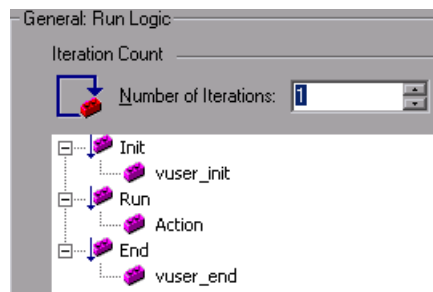 General: Run Logic
Iteration Count
Number of Iterations: 1
Init
vuser_init
Run
Action
End
vuser_end